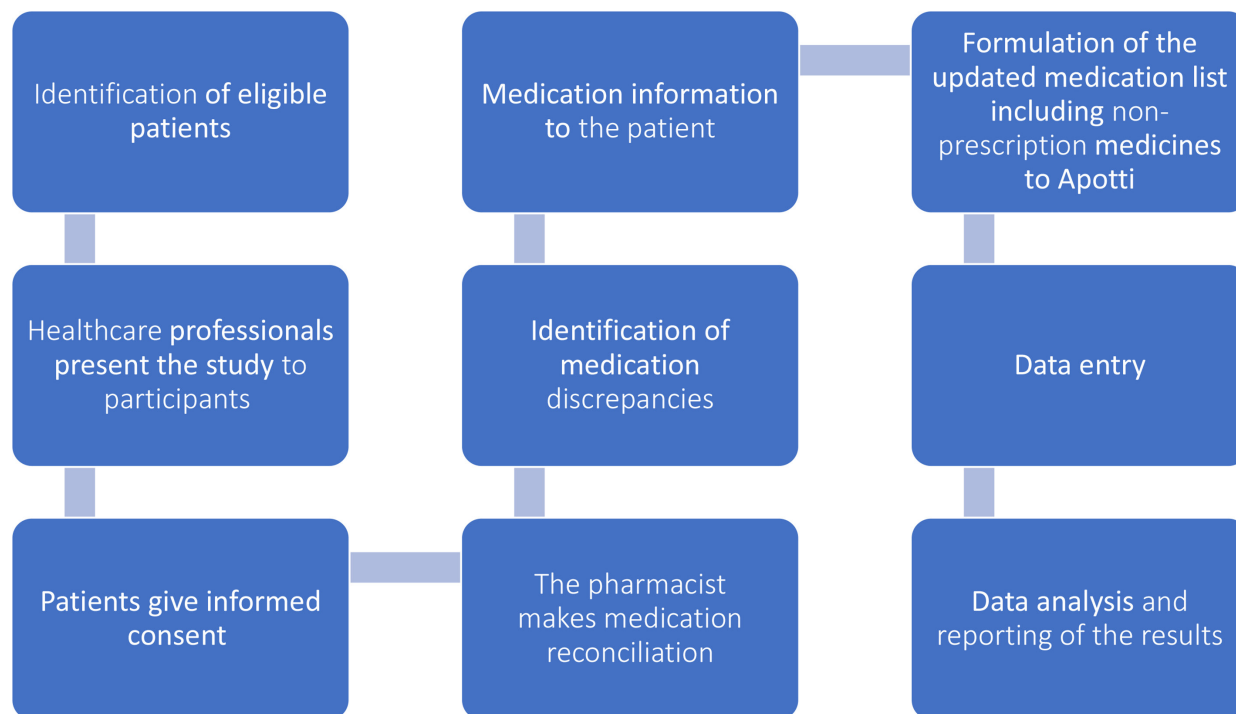 Identification of eligible
patients
Healthcare professionals
present the study to
participants
Patients give informed
consent
The pharmacist
makes medication
reconciliation
Identification of
medication
discrepancies
Medication information
to the patient
Formulation of the
updated medication list
including non-
prescription medicines
to Apotti
Data entry
Data analysis and
reporting of the results